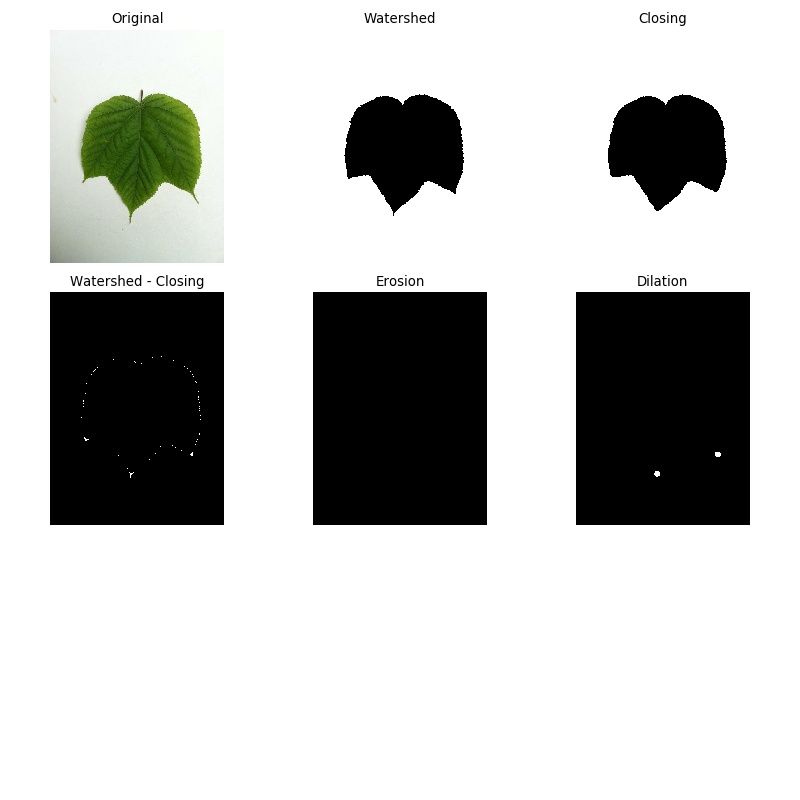 Original
Watershed
Closing
Watershed - Closing
Erosion
Dilation